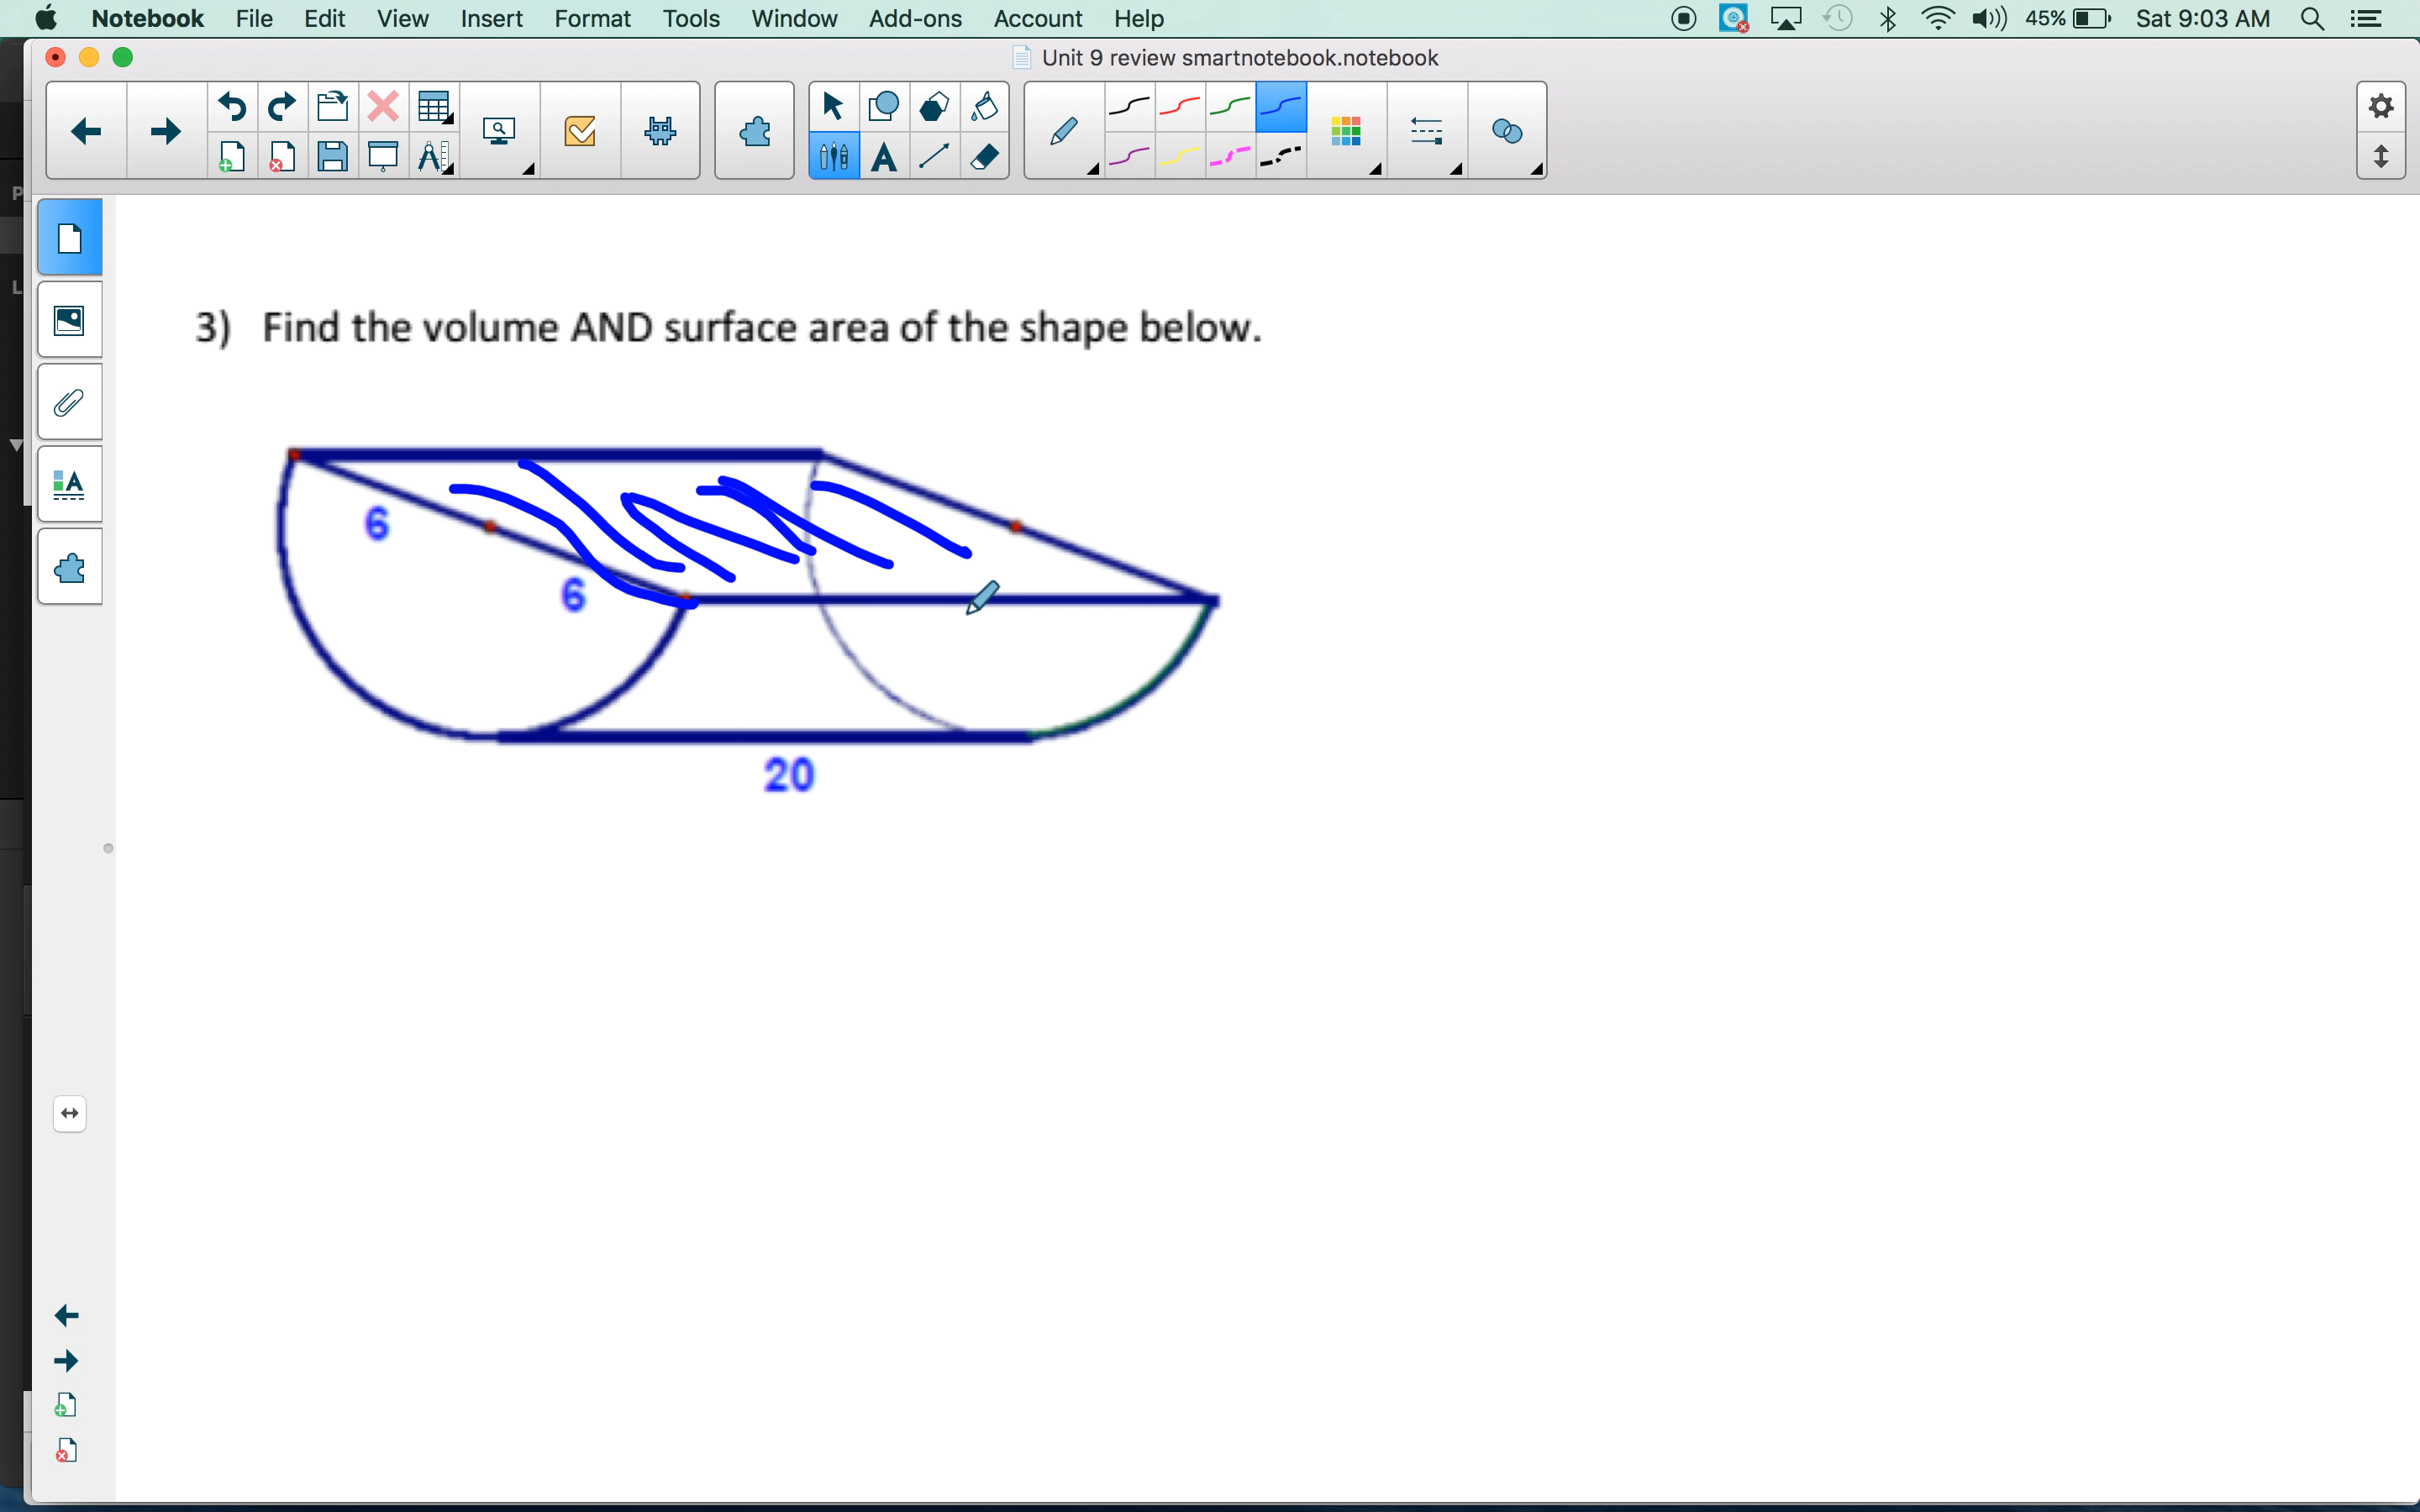 Notebook File Edit View Insert Format Tools Window Add-ons Account Help 45% Sat 9:03 AM
Unit 9 review smartnotebook.notebook
P
L
A
A
3) Find the volume AND surface area of the shape below.
6
6
20